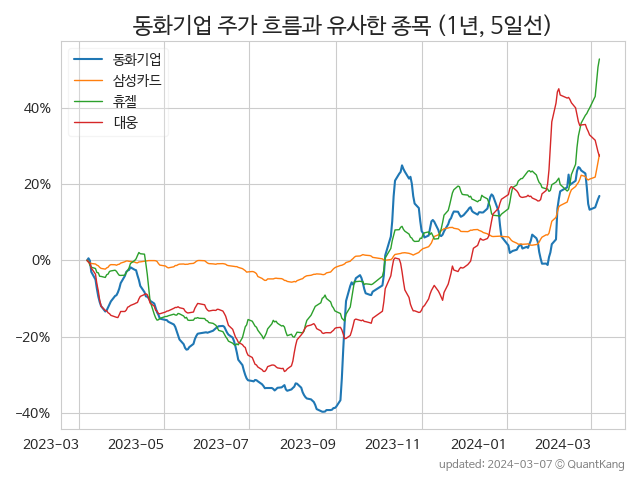 동화기업 주가 흐름과 유사한 종목 (1년, 5일선)
동화기업
삼성카드
휴젤
대웅
40%
20%
0%
−20%
−40%
2023-03 2023-05 2023-07 2023-09 2023-11 2024-01 2024-03
updated: 2024-03-07 © QuantKang